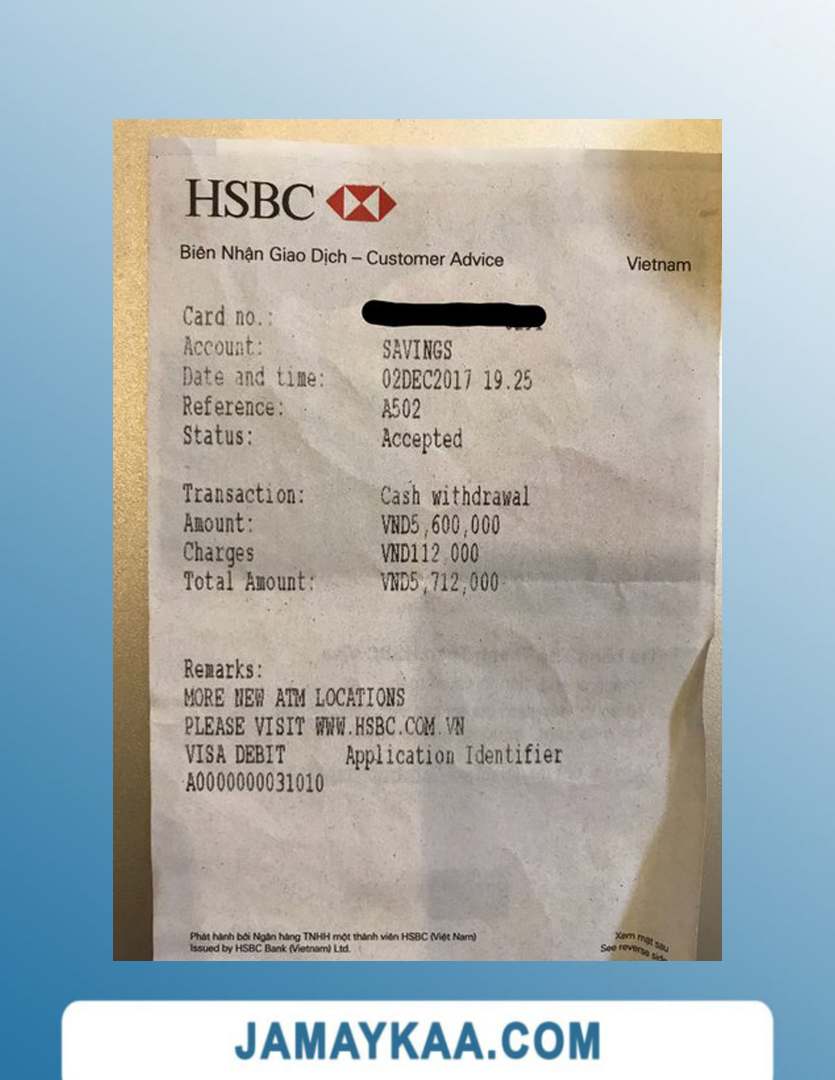 HSBC
Biên Nhận Giao Dịch – Customer Advice Vietnam
Card no.:
Account: SAVINGS
Date and time: 02DEC2017 19.25
Reference: A502
Status: Accepted
Transaction: Cash withdrawal
Amount: VND5,600,000
Charges VND112,000
Total Amount: VND5,712,000
Remarks:
MORE NEW ATM LOCATIONS
PLEASE VISIT WWW.HSBC.COM.VN
VISA DEBIT Application Identifier
A0000000031010
Phát hành bởi Ngân hàng TNHH một thành viên HSBC (Việt Nam)
Issued by HSBC Bank (Vietnam) Ltd.
Xem mặt sau
See reverse side
JAMAYKAA.COM